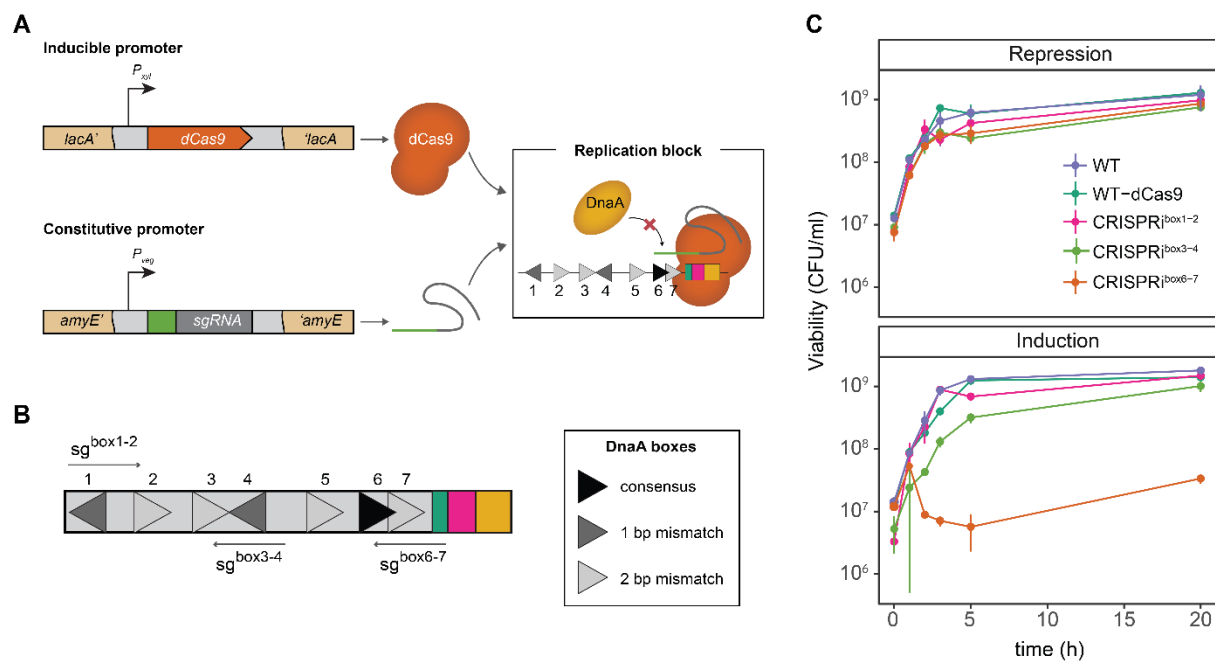 A
Inducible promoter
Pxyl
lacA’ dCas9 ‘lacA
dCas9
Constitutive promoter
Pveg
amyE’ sgRNA ‘amyE
Replication block
DnaA
1 2 3 4 5 6 7
B
sgbox1-2
1 2 3 4 5 6 7
sgbox3-4 sgbox6-7
DnaA boxes
consensus
1 bp mismatch
2 bp mismatch
C
Repression
10⁹
10⁸
10⁷
10⁶
WT
WT−dCas9
CRISPRibox1−2
CRISPRibox3−4
CRISPRibox6−7
Viability (CFU/ml)
Induction
10⁹
10⁸
10⁷
10⁶
0 5 10 15 20
time (h)